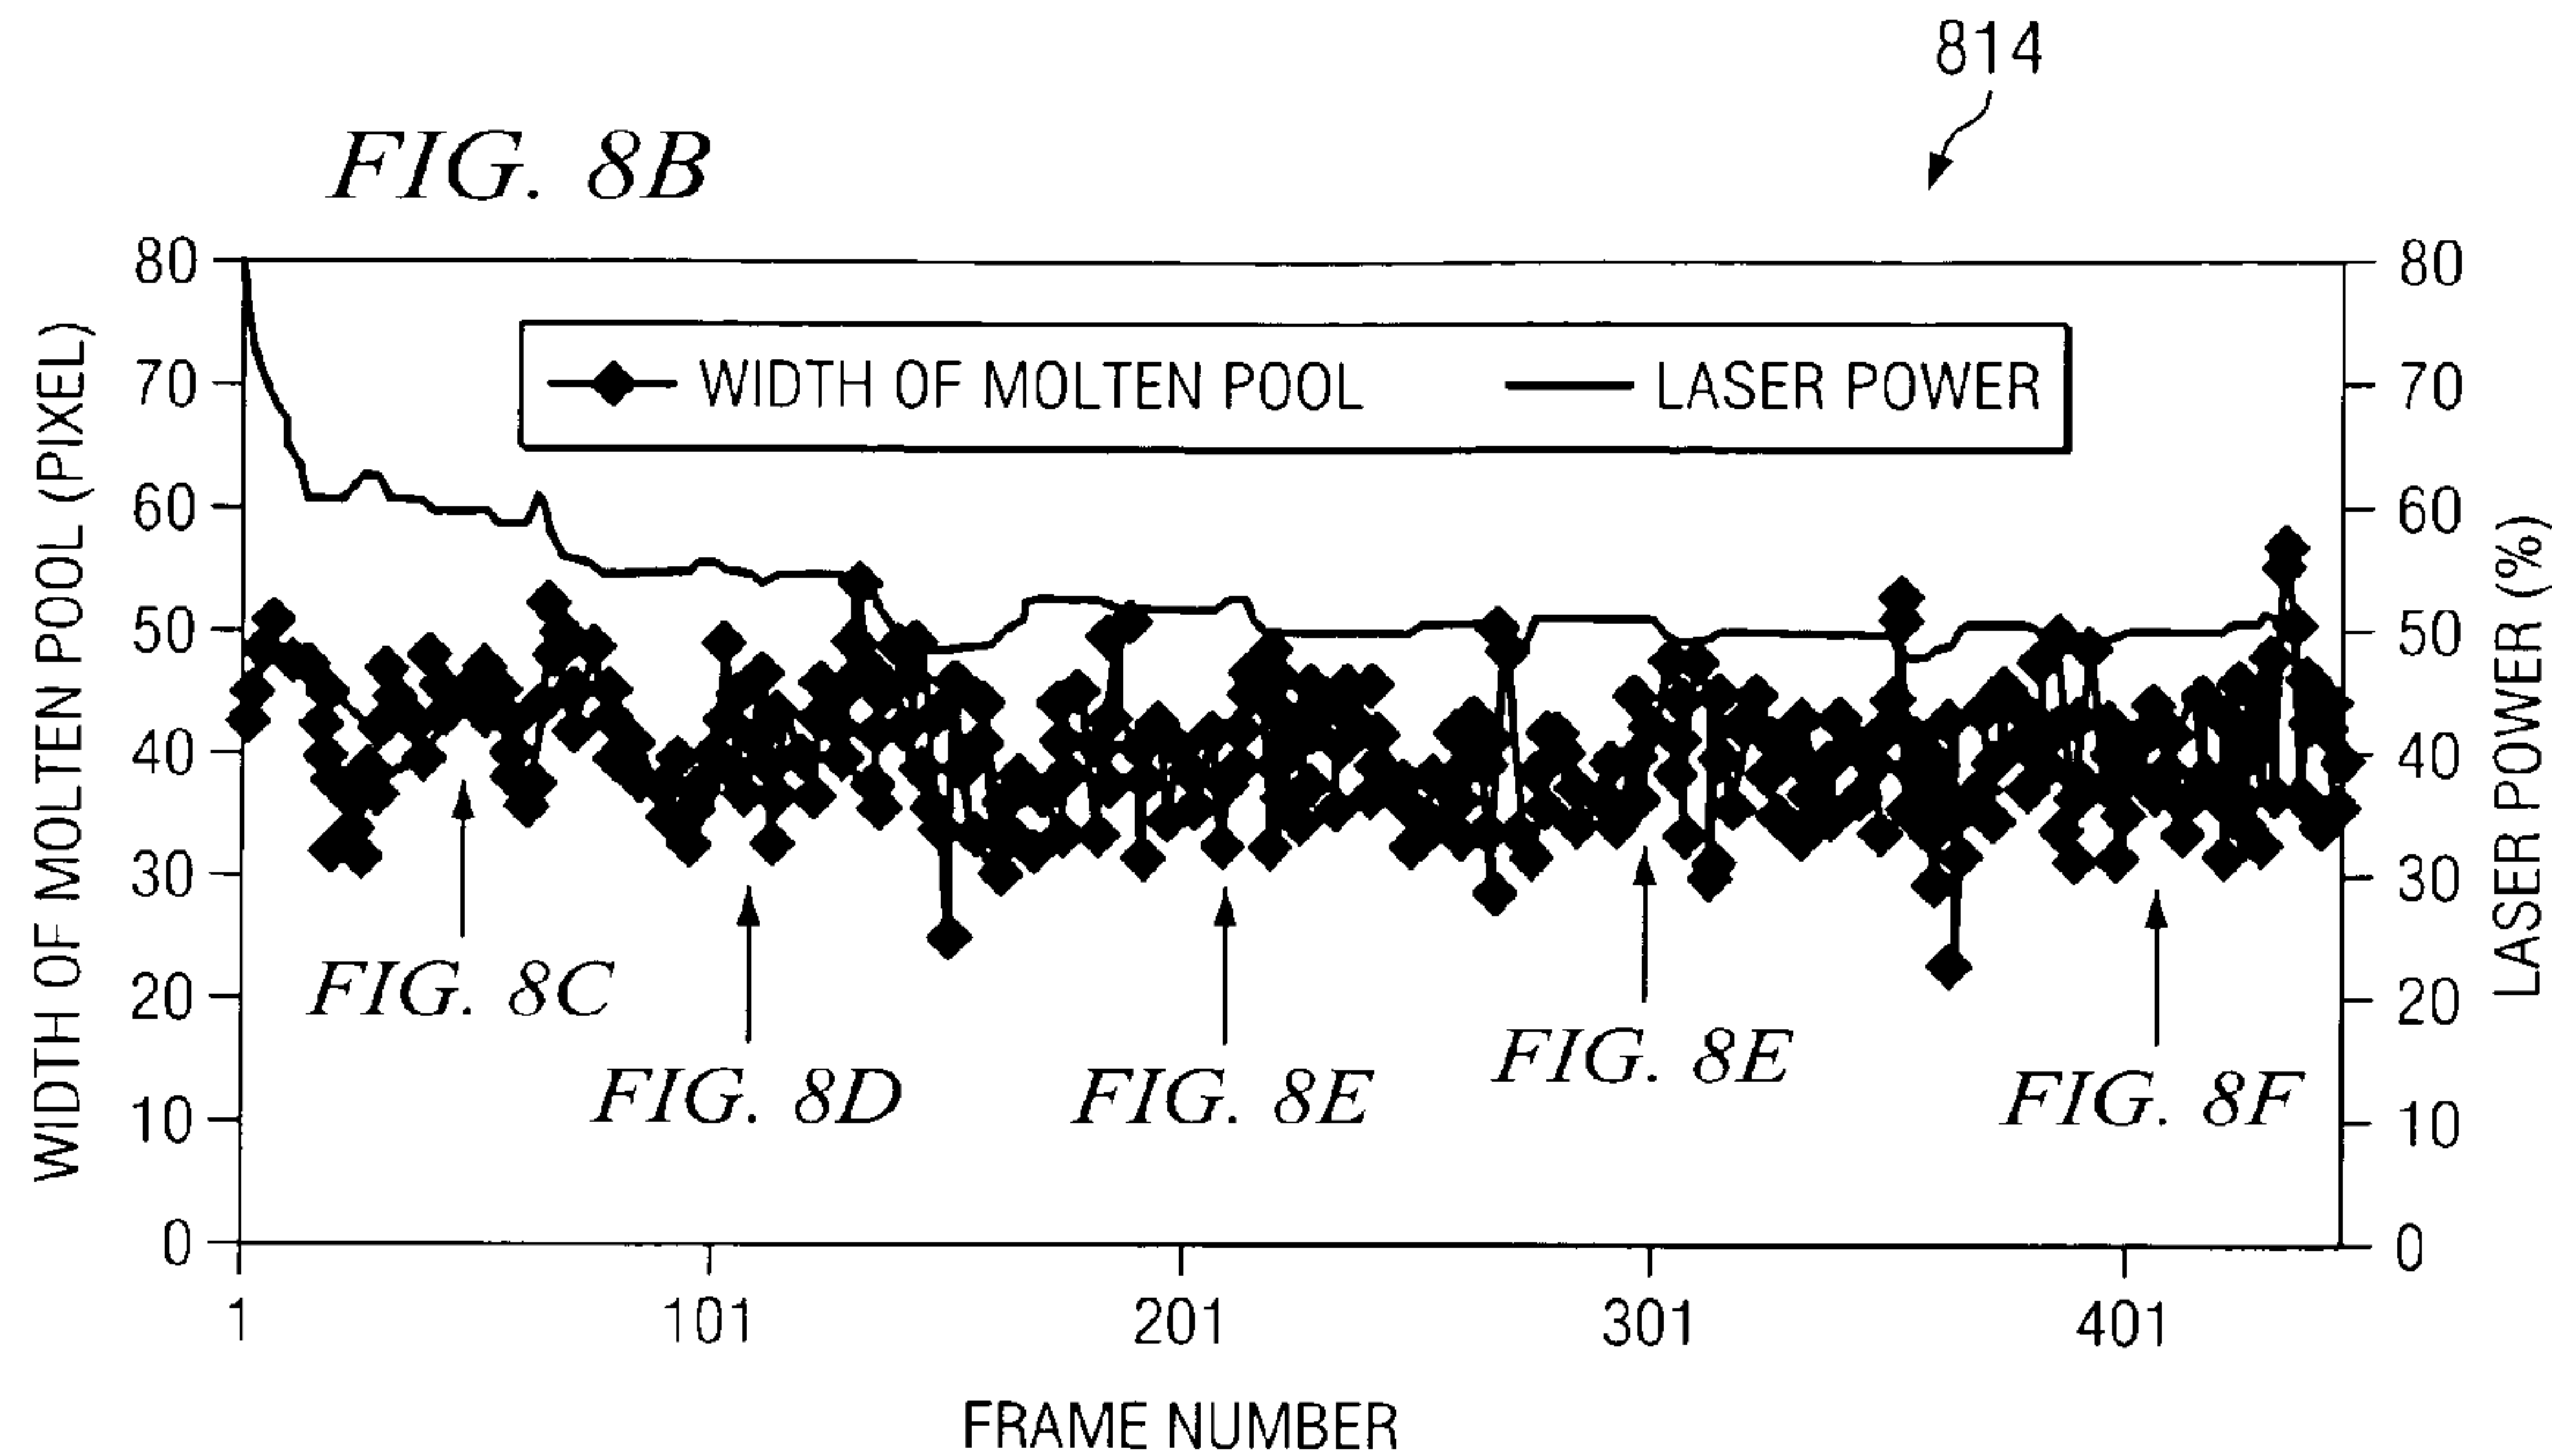 814
FIG. 8B
WIDTH OF MOLTEN POOL (PIXEL)
80
70
60
50
40
30
20
10
0
WIDTH OF MOLTEN POOL
LASER POWER
FIG. 8C
FIG. 8D
FIG. 8E
FIG. 8E
FIG. 8F
80
70
60
50
40
30
20
10
0
LASER POWER (%)
1
101
201
301
401
FRAME NUMBER